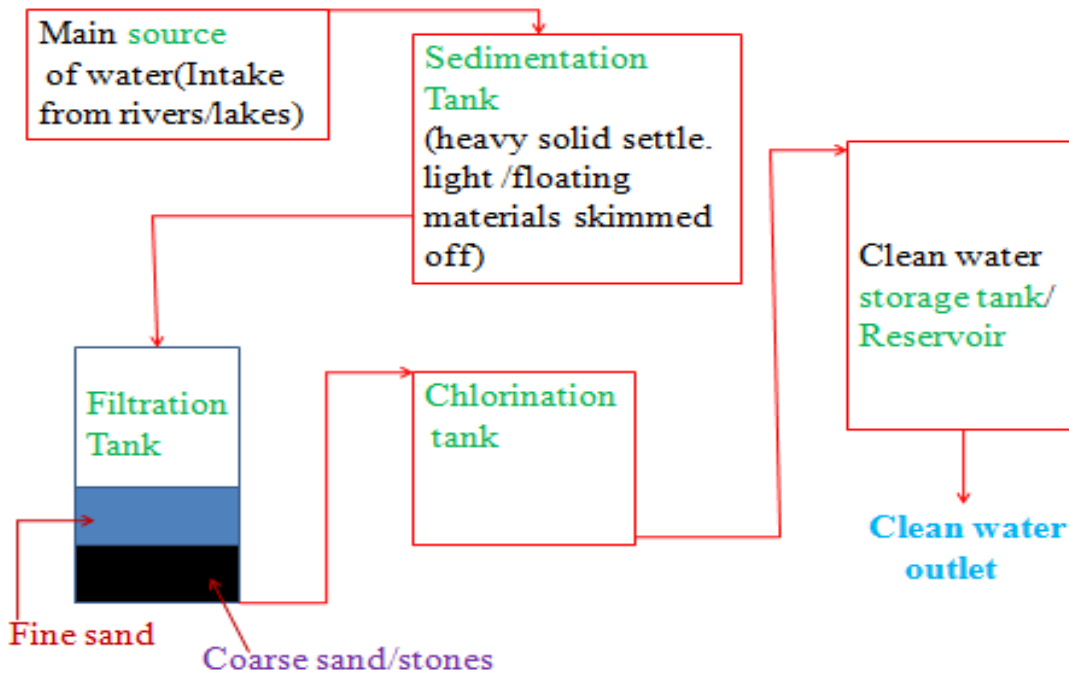 Main source
of water(Intake
from rivers/lakes)
Sedimentation
Tank
(heavy solid settle.
light /floating
materials skimmed
off)
Filtration
Tank
Fine sand
Coarse sand/stones
Chlorination
tank
Clean water
storage tank/
Reservoir
Clean water
outlet